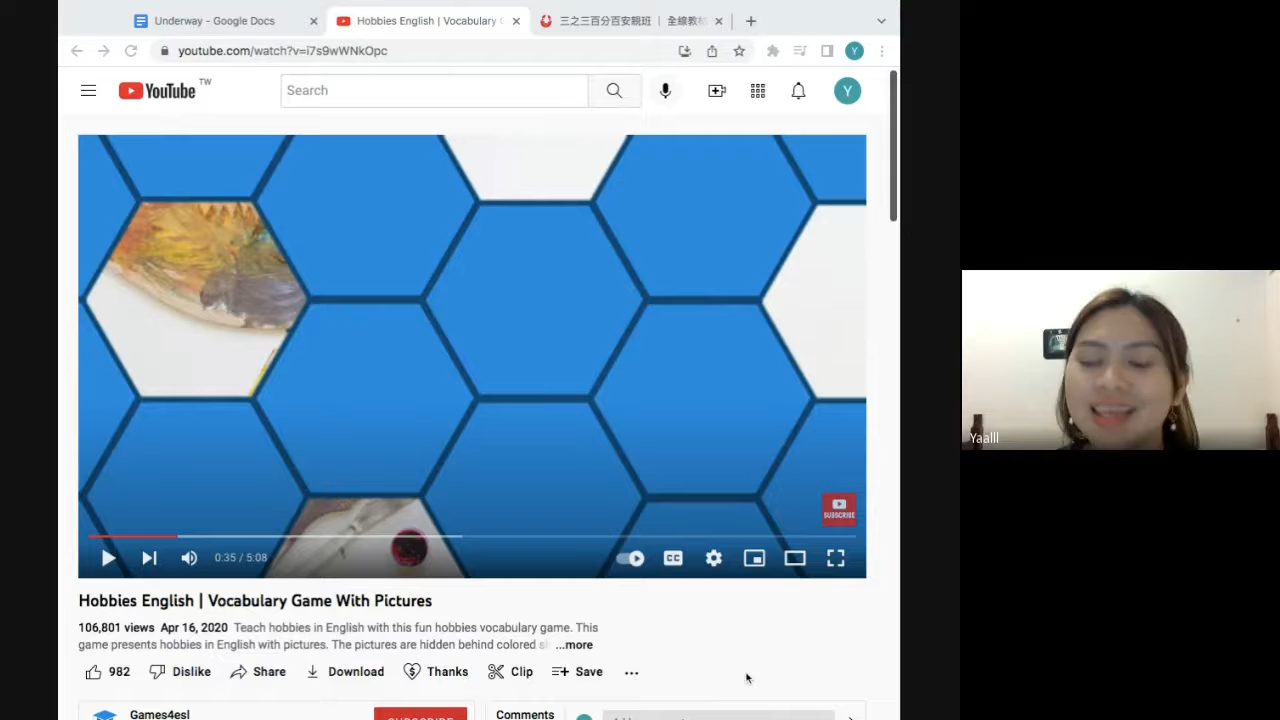 Underway - Google Docs
Hobbies English | Vocabulary
三之三百分百安親班 | 全線教
youtube.com/watch?v=i7s9wWNkOpc
Y
YouTube TW
Search
Y
SUBSCRIBE
0:35 / 5:08
CC
Hobbies English | Vocabulary Game With Pictures
106,801 views Apr 16, 2020 Teach hobbies in English with this fun hobbies vocabulary game. This
game presents hobbies in English with pictures. The pictures are hidden behind colored ...more
982 Dislike Share Download Thanks Clip Save
Games4esl
SUBSCRIBE
Comments
Yaalll